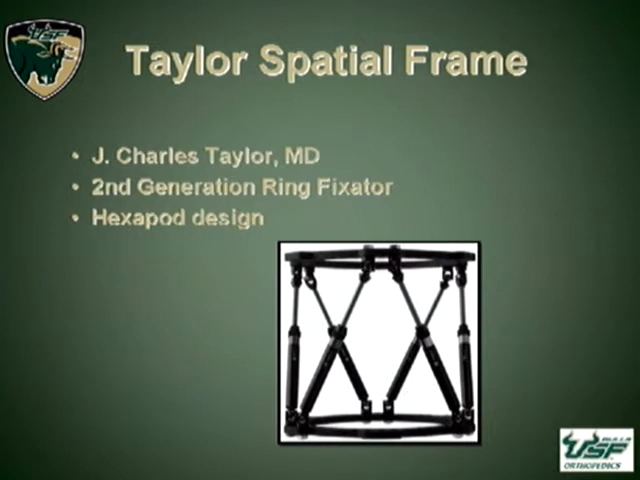 USF
Taylor Spatial Frame
• J. Charles Taylor, MD
• 2nd Generation Ring Fixator
• Hexapod design
USF
ORTHOPEDICS